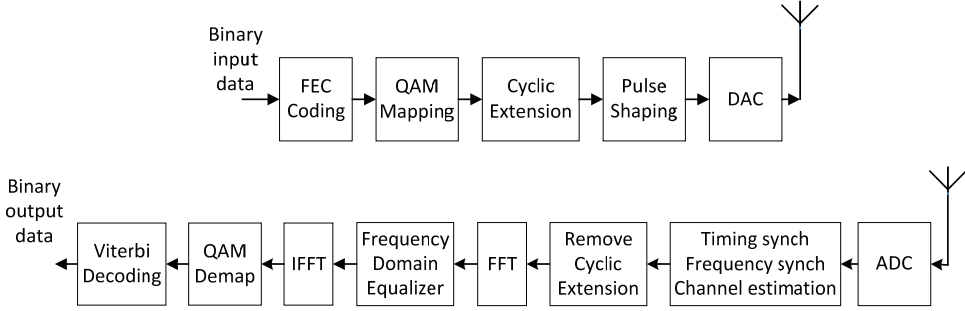 Binary
input
data
FEC
Coding
QAM
Mapping
Cyclic
Extension
Pulse
Shaping
DAC
Binary
output
data
Viterbi
Decoding
QAM
Demap
IFFT
Frequency
Domain
Equalizer
FFT
Remove
Cyclic
Extension
Timing synch
Frequency synch
Channel estimation
ADC